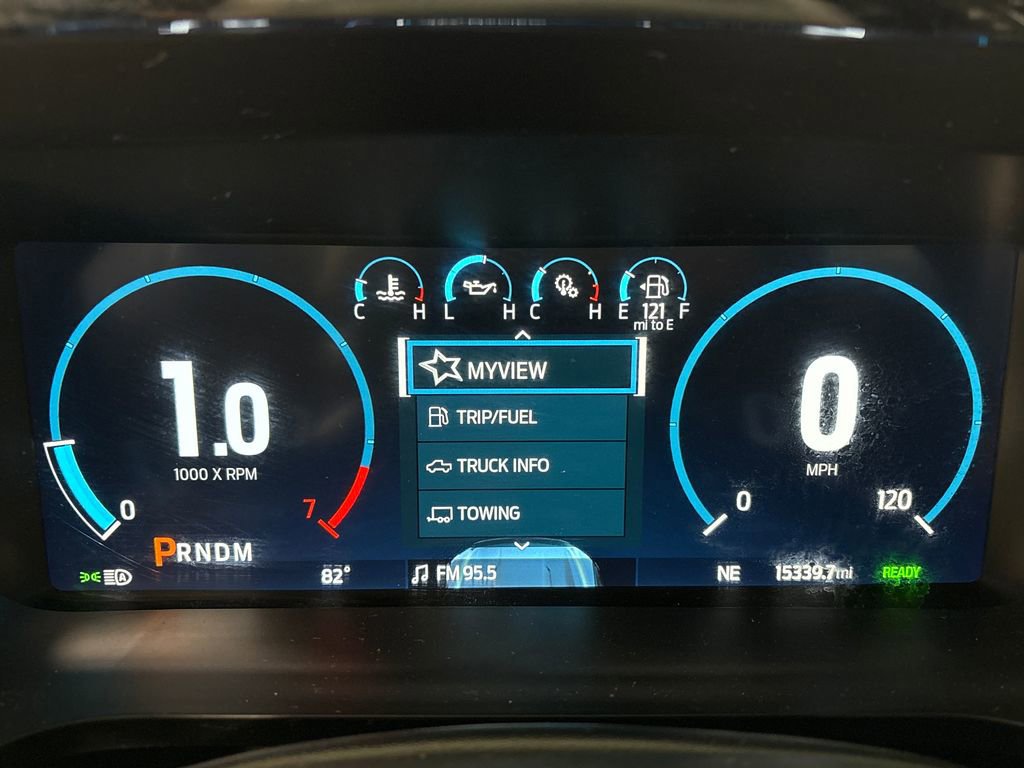 C H L H C H E F
121
mi to E
MYVIEW
TRIP/FUEL
TRUCK INFO
TOWING
1.0
1000 X RPM
0
7
PRNDM
0
MPH
0
120
A
82°
FM 95.5
NE
15339.7mi
READY